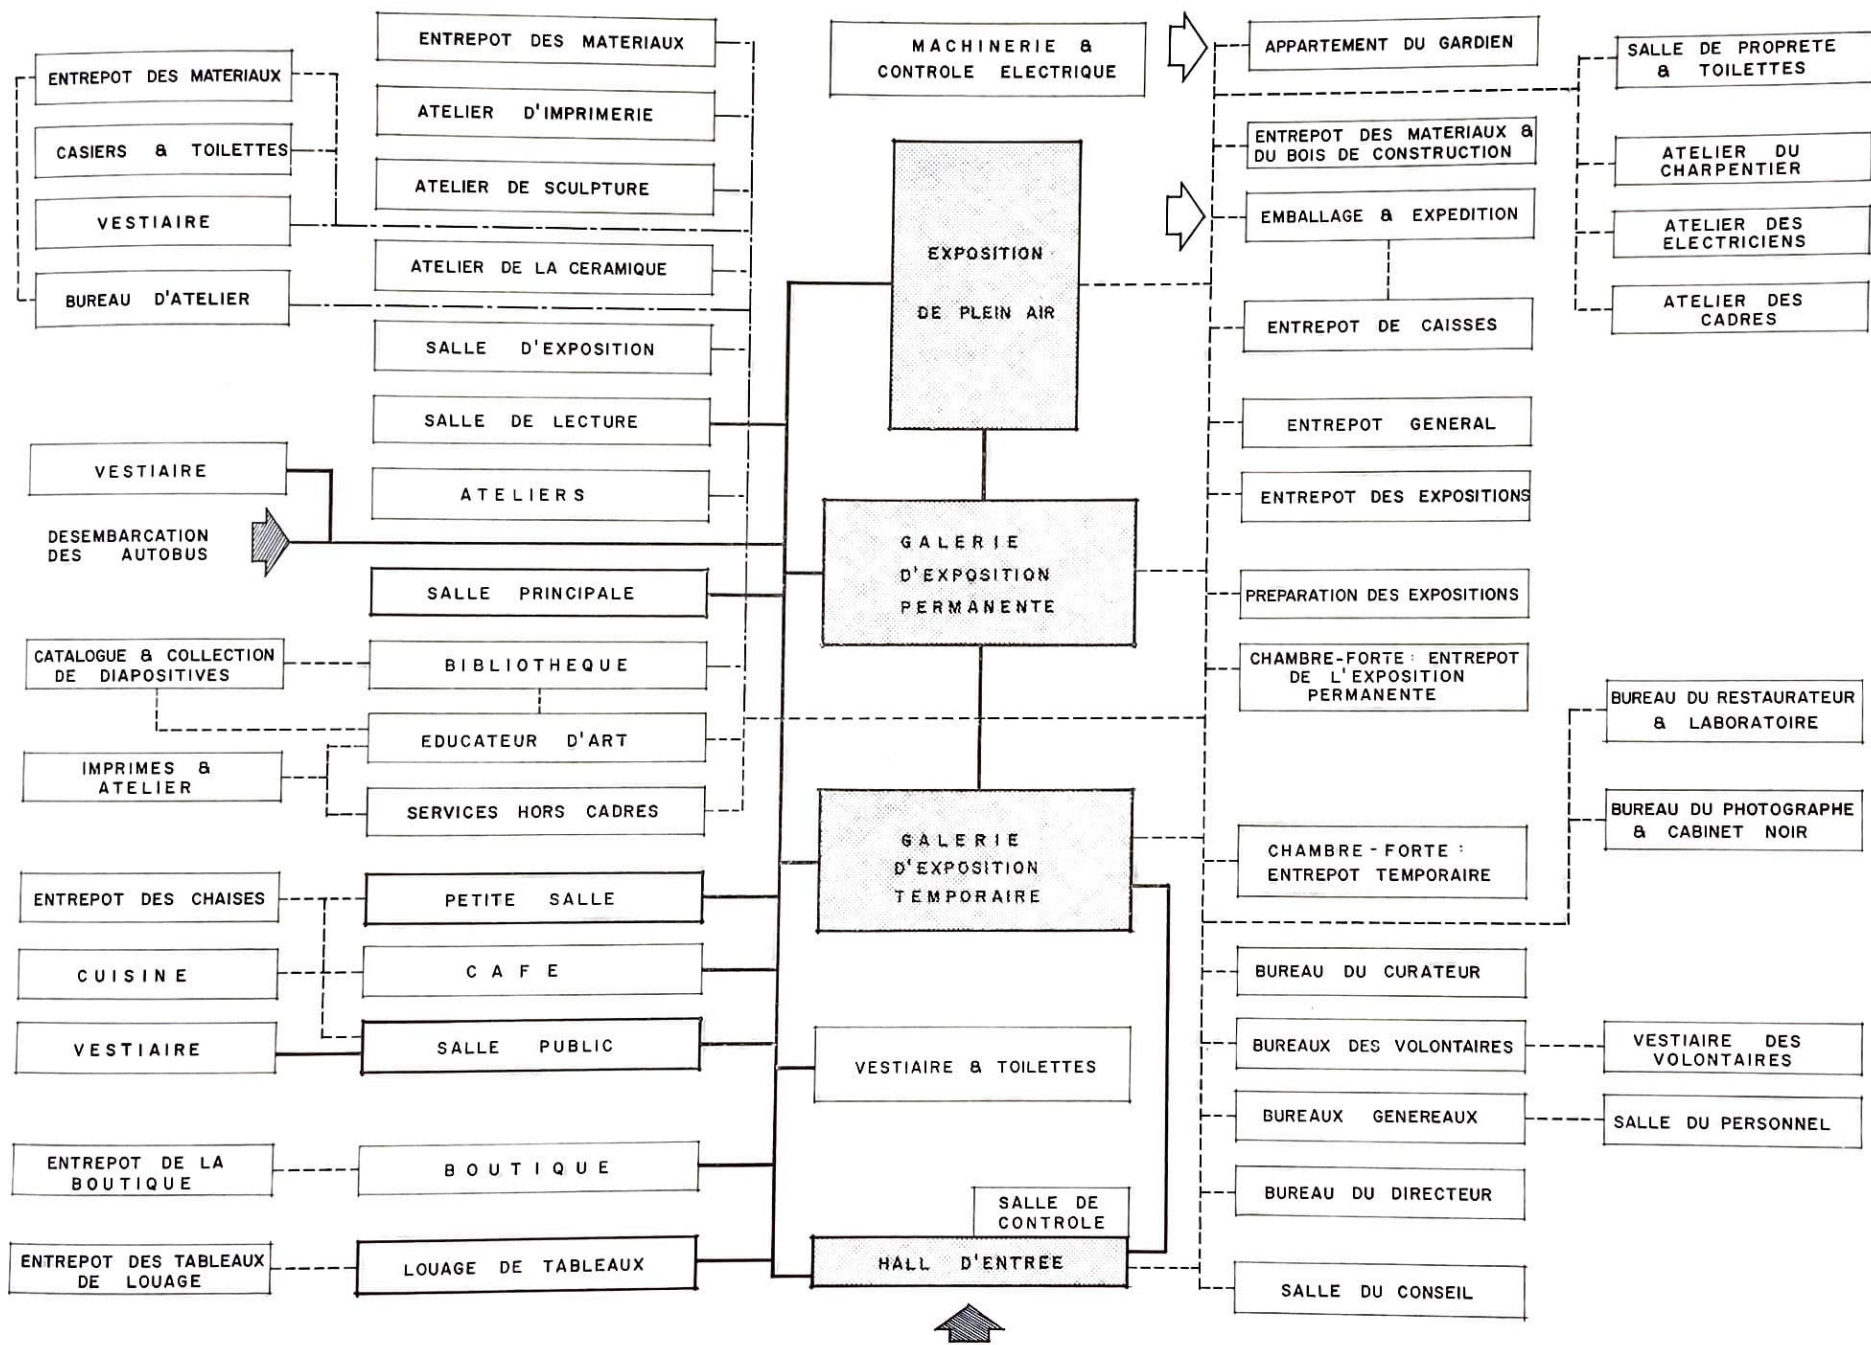 ENTREPOT DES MATERIAUX
CASIERS & TOILETTES
VESTIAIRE
BUREAU D'ATELIER
VESTIAIRE
DESEMBARCATION
DES AUTOBUS
CATALOGUE & COLLECTION
DE DIAPOSITIVES
IMPRIMES &
ATELIER
ENTREPOT DES CHAISES
CUISINE
VESTIAIRE
ENTREPOT DE LA
BOUTIQUE
ENTREPOT DES TABLEAUX
DE LOUAGE
ENTREPOT DES MATERIAUX
ATELIER D'IMPRIMERIE
ATELIER DE SCULPTURE
ATELIER DE LA CERAMIQUE
SALLE D'EXPOSITION
SALLE DE LECTURE
ATELIERS
SALLE PRINCIPALE
BIBLIOTHEQUE
EDUCATEUR D'ART
SERVICES HORS CADRES
PETITE SALLE
CAFE
SALLE PUBLIC
BOUTIQUE
LOUAGE DE TABLEAUX
MACHINERIE &
CONTROLE ELECTRIQUE
EXPOSITION
DE PLEIN AIR
GALERIE
D'EXPOSITION
PERMANENTE
GALERIE
D'EXPOSITION
TEMPORAIRE
VESTIAIRE & TOILETTES
SALLE DE
CONTROLE
HALL D'ENTREE
APPARTEMENT DU GARDIEN
ENTREPOT DES MATERIAUX &
DU BOIS DE CONSTRUCTION
EMBALLAGE & EXPEDITION
ENTREPOT DE CAISSES
ENTREPOT GENERAL
ENTREPOT DES EXPOSITIONS
PREPARATION DES EXPOSITIONS
CHAMBRE-FORTE: ENTREPOT
DE L'EXPOSITION
PERMANENTE
CHAMBRE-FORTE:
ENTREPOT TEMPORAIRE
BUREAU DU CURATEUR
BUREAUX DES VOLONTAIRES
BUREAUX GENEREAUX
BUREAU DU DIRECTEUR
SALLE DU CONSEIL
SALLE DE PROPRETE
& TOILETTES
ATELIER DU
CHARPENTIER
ATELIER DES
ELECTRICIENS
ATELIER DES
CADRES
BUREAU DU RESTAURATEUR
& LABORATOIRE
BUREAU DU PHOTOGRAPHE
& CABINET NOIR
VESTIAIRE DES
VOLONTAIRES
SALLE DU PERSONNEL